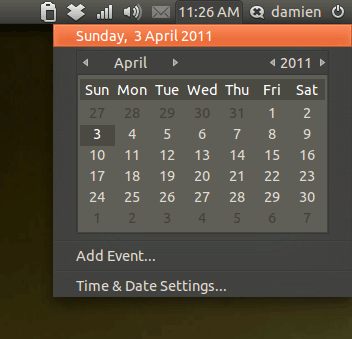 11:26 AM damien
Sunday, 3 April 2011
April 2011
Sun Mon Tue Wed Thu Fri Sat
27 28 29 30 31 1 2
3 4 5 6 7 8 9
10 11 12 13 14 15 16
17 18 19 20 21 22 23
24 25 26 27 28 29 30
1 2 3 4 5 6 7
Add Event...
Time & Date Settings...